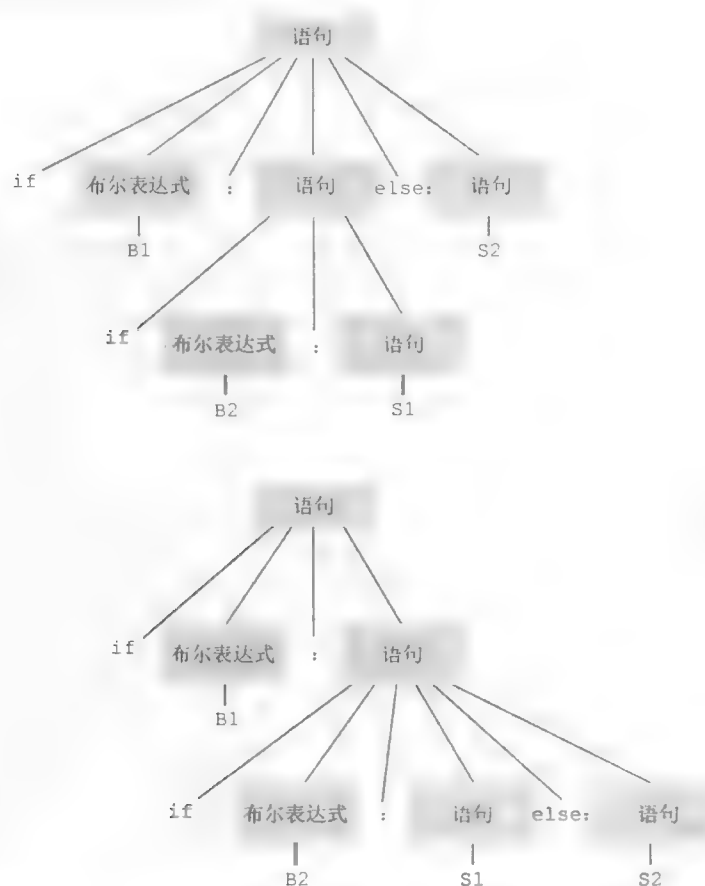 语句
if 布尔表达式 : 语句 else: 语句
B1 S2
if 布尔表达式 : 语句
B2 S1
语句
if 布尔表达式 : 语句
B1
if 布尔表达式 : 语句 else: 语句
B2 S1 S2